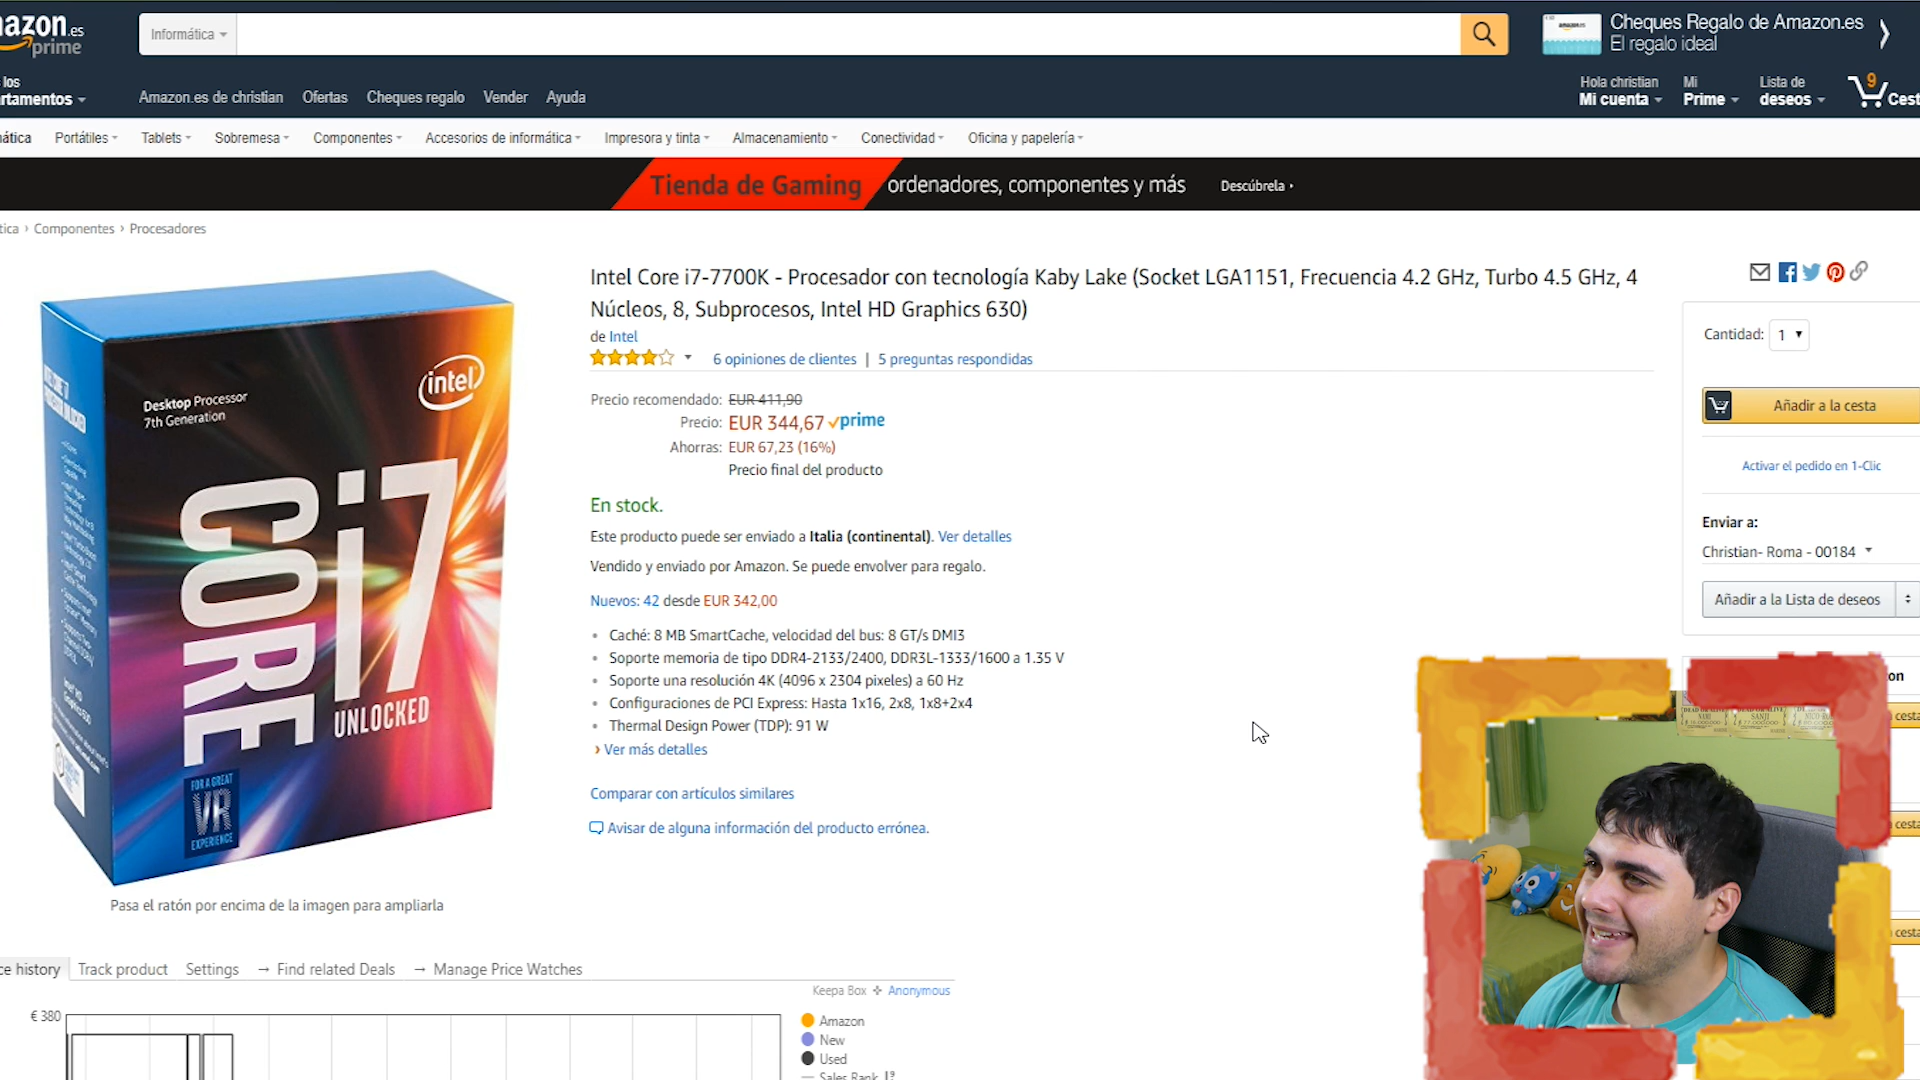 mazon.es
prime
Informática
Cheques Regalo de Amazon.es
El regalo ideal
los
rtamentos
Amazon.es de christian
Ofertas
Cheques regalo
Vender
Ayuda
Hola christian
Mi cuenta
Mi
Prime
Lista de
deseos
9
Cest
ática
Portátiles
Tablets
Sobremesa
Componentes
Accesorios de informática
Impresora y tinta
Almacenamiento
Conectividad
Oficina y papelería
Tienda de Gaming
ordenadores, componentes y más
Descúbrela ›
tica › Componentes › Procesadores
Desktop Processor
7th Generation
intel
CORE i7
UNLOCKED
FOR A GREAT
VR
EXPERIENCE
Pasa el ratón por encima de la imagen para ampliarla
Intel Core i7-7700K - Procesador con tecnología Kaby Lake (Socket LGA1151, Frecuencia 4.2 GHz, Turbo 4.5 GHz, 4
Núcleos, 8, Subprocesos, Intel HD Graphics 630)
de Intel
6 opiniones de clientes | 5 preguntas respondidas
Precio recomendado: EUR 411,90
Precio: EUR 344,67 prime
Ahorras: EUR 67,23 (16%)
Precio final del producto
En stock.
Este producto puede ser enviado a Italia (continental). Ver detalles
Vendido y enviado por Amazon. Se puede envolver para regalo.
Nuevos: 42 desde EUR 342,00
• Caché: 8 MB SmartCache, velocidad del bus: 8 GT/s DMI3
• Soporte memoria de tipo DDR4-2133/2400, DDR3L-1333/1600 a 1.35 V
• Soporte una resolución 4K (4096 x 2304 pixeles) a 60 Hz
• Configuraciones de PCI Express: Hasta 1x16, 2x8, 1x8+2x4
• Thermal Design Power (TDP): 91 W
› Ver más detalles
Comparar con artículos similares
Avisar de alguna información del producto errónea.
Cantidad: 1
Añadir a la cesta
Activar el pedido en 1-Clic
Enviar a:
Christian- Roma - 00184
Añadir a la Lista de deseos
on
cesta
cesta
cesta
DEAD OR ALIVE
SANJI
ce history
Track product
Settings
→ Find related Deals
→ Manage Price Watches
Keepa Box
Anonymous
€ 380
Amazon
New
Used
Sales Rank